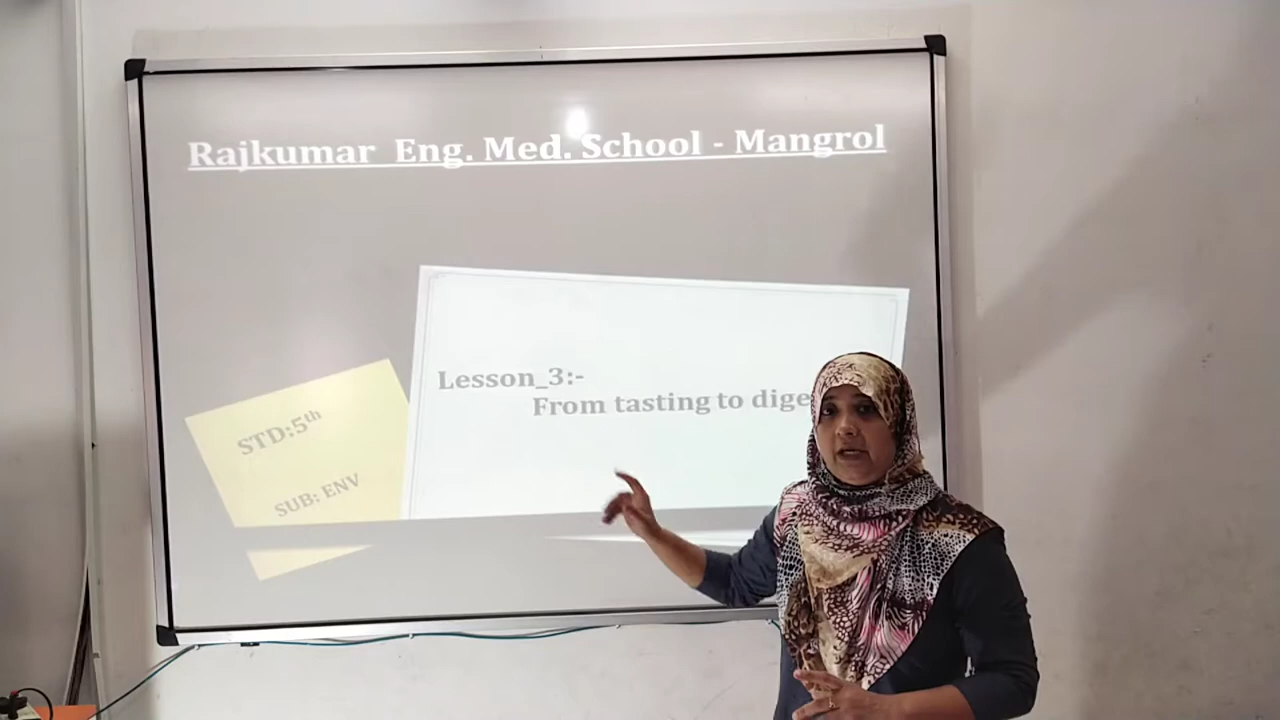 Rajkumar Eng. Med. School - Mangrol
Lesson_3:-
From tasting to dige
STD:5th
SUB: ENV